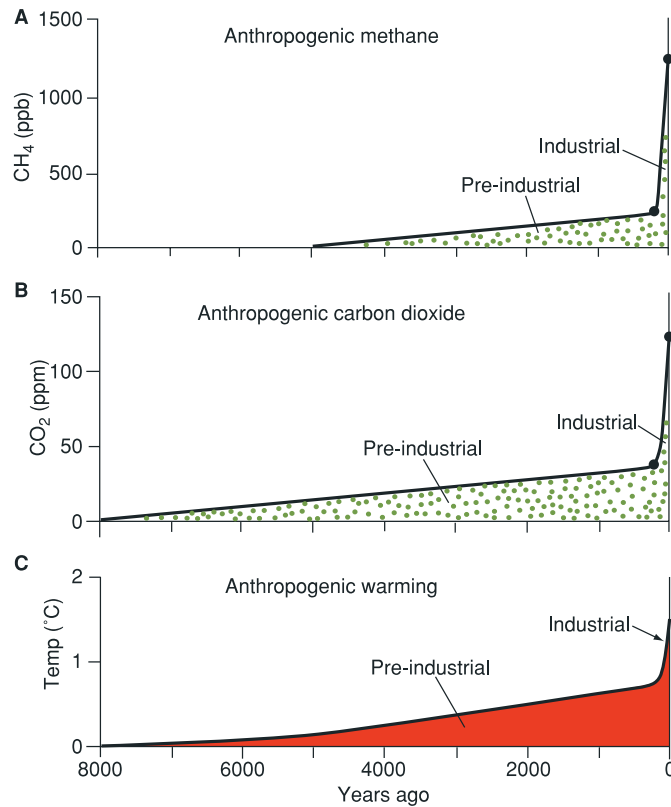 A
1500
Anthropogenic methane
1000
CH4 (ppb)
Industrial
500
Pre-industrial
0
B
150
Anthropogenic carbon dioxide
100
CO2 (ppm)
Industrial
50
Pre-industrial
0
C
2
Anthropogenic warming
Temp (˚C)
Industrial
1
Pre-industrial
0
8000 6000 4000 2000 0
Years ago